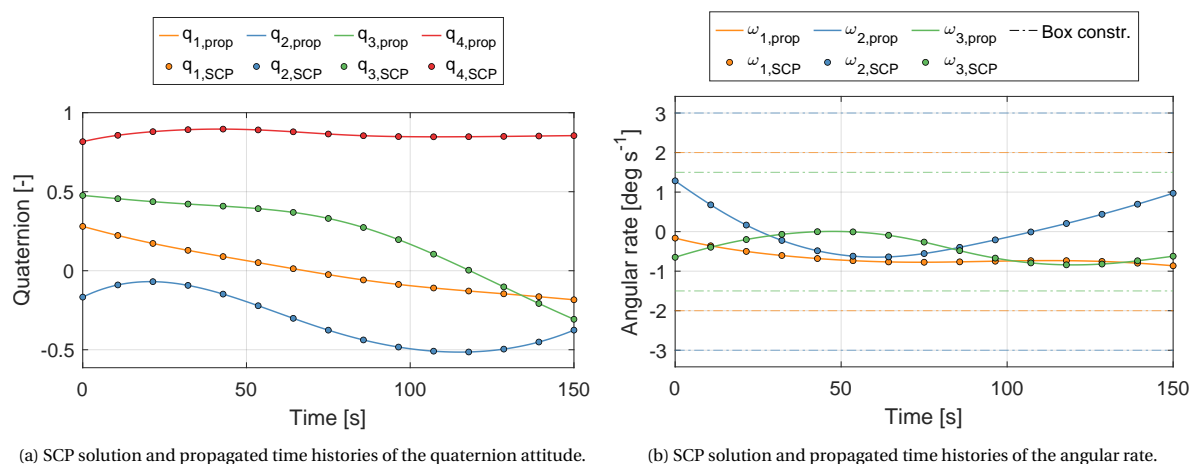 q1,prop q2,prop q3,prop q4,prop
q1,SCP q2,SCP q3,SCP q4,SCP
1
0.5
0
-0.5
Quaternion [-]
0 50 100 150
Time [s]
(a) SCP solution and propagated time histories of the quaternion attitude.
ω1,prop ω2,prop ω3,prop Box constr.
ω1,SCP ω2,SCP ω3,SCP
3
2
1
0
-1
-2
-3
Angular rate [deg s-1]
0 50 100 150
Time [s]
(b) SCP solution and propagated time histories of the angular rate.